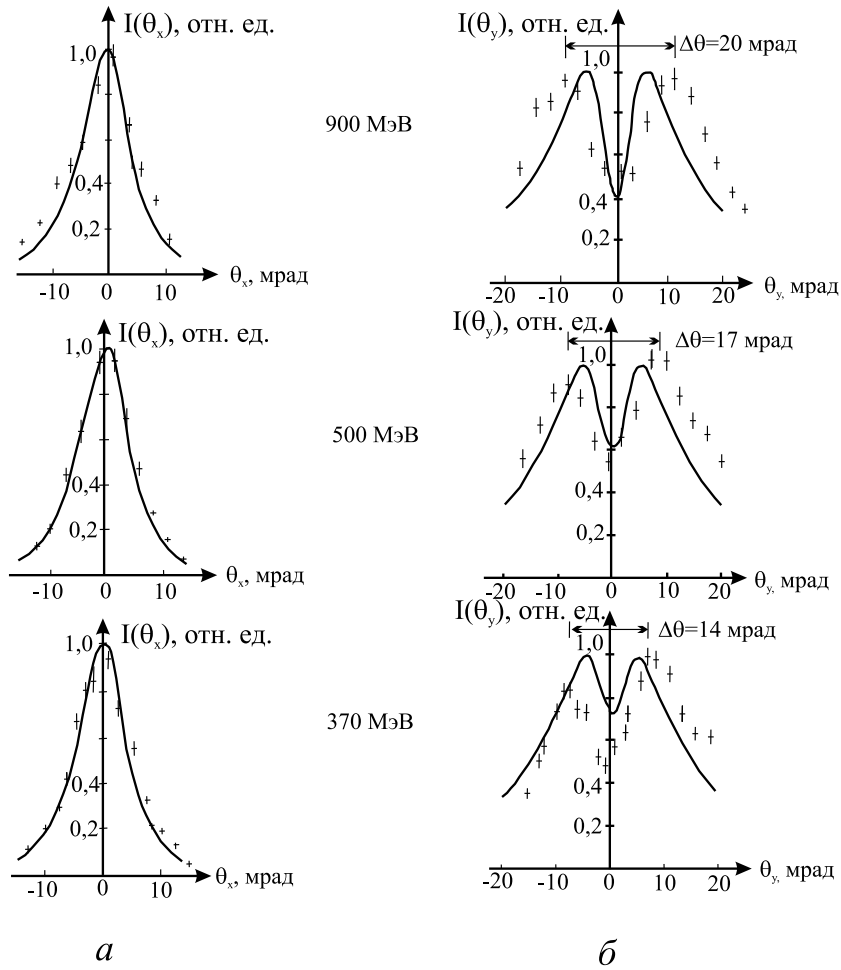 I(θx), отн. ед.
1,0
0,4
0,2
-10
0
10
θx, мрад
900 МэВ
I(θy), отн. ед.
Δθ=20 мрад
1,0
0,4
0,2
-20
-10
0
10
20
θy, мрад
I(θx), отн. ед.
1,0
0,4
0,2
-10
0
10
θx, мрад
500 МэВ
I(θy), отн. ед.
Δθ=17 мрад
1,0
0,4
0,2
-20
-10
0
10
20
θy, мрад
I(θx), отн. ед.
1,0
0,4
0,2
-10
0
10
θx, мрад
370 МэВ
I(θy), отн. ед.
Δθ=14 мрад
1,0
0,4
0,2
-20
-10
0
10
20
θy, мрад
а
б